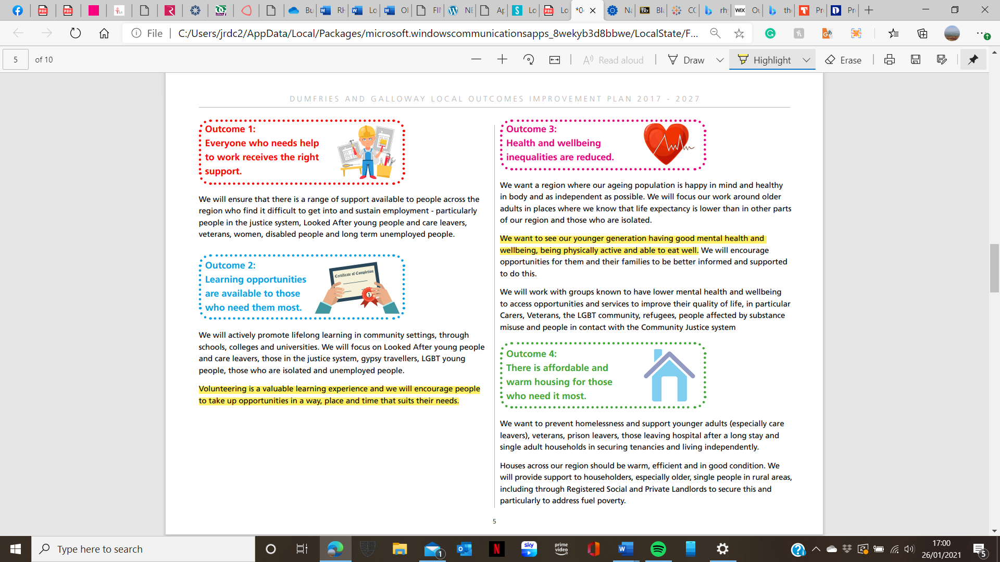 Bu
RH
Lo
Ol
FII
NE
Ap
Lo
Lo
*0
Na
Bla
CC
rhy
WIX
Ou
the
Pr
Pr
File
C:/Users/jrdc2/AppData/Local/Packages/microsoft.windowscommunicationsapps_8wekyb3d8bbwe/LocalState/F...
5
of 10
Read aloud
Draw
Highlight
Erase
DUMFRIES AND GALLOWAY LOCAL OUTCOMES IMPROVEMENT PLAN 2017 - 2027
Outcome 1:
Everyone who needs help
to work receives the right
support.
We will ensure that there is a range of support available to people across the
region who find it difficult to get into and sustain employment - particularly
people in the justice system, Looked After young people and care leavers,
veterans, women, disabled people and long term unemployed people.
Outcome 2:
Learning opportunities
are available to those
who need them most.
Certificate of Completion
1
We will actively promote lifelong learning in community settings, through
schools, colleges and universities. We will focus on Looked After young people
and care leavers, those in the justice system, gypsy travellers, LGBT young
people, those who are isolated and unemployed people.
Volunteering is a valuable learning experience and we will encourage people
to take up opportunities in a way, place and time that suits their needs.
Outcome 3:
Health and wellbeing
inequalities are reduced.
We want a region where our ageing population is happy in mind and healthy
in body and as independent as possible. We will focus our work around older
adults in places where we know that life expectancy is lower than in other parts
of our region and those who are isolated.
We want to see our younger generation having good mental health and
wellbeing, being physically active and able to eat well. We will encourage
opportunities for them and their families to be better informed and supported
to do this.
We will work with groups known to have lower mental health and wellbeing
to access opportunities and services to improve their quality of life, in particular
Carers, Veterans, the LGBT community, refugees, people affected by substance
misuse and people in contact with the Community Justice system
Outcome 4:
There is affordable and
warm housing for those
who need it most.
We want to prevent homelessness and support younger adults (especially care
leavers), veterans, prison leavers, those leaving hospital after a long stay and
single adult households in securing tenancies and living independently.
Houses across our region should be warm, efficient and in good condition. We
will provide support to householders, especially older, single people in rural areas,
including through Registered Social and Private Landlords to secure this and
particularly to address fuel poverty.
5
Type here to search
1
sky
prime
video
17:00
26/01/2021
5